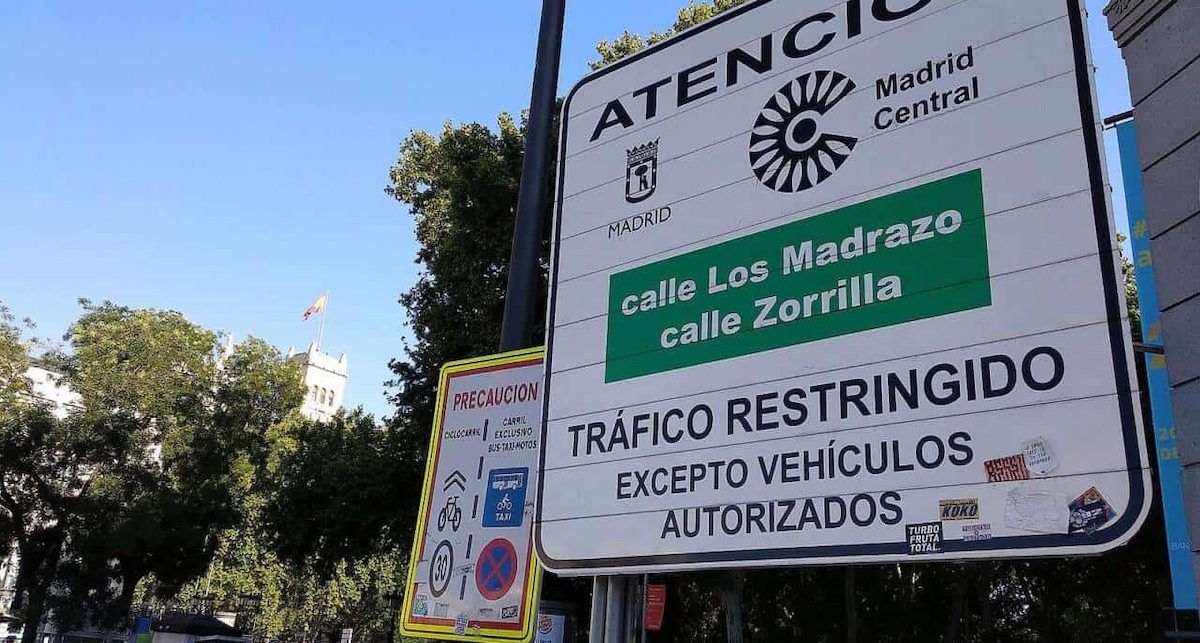 ATENCIÓ
Madrid
Central
MADRID
calle Los Madrazo
calle Zorrilla
TRÁFICO RESTRINGIDO
EXCEPTO VEHÍCULOS
AUTORIZADOS
KOKO
TURBO
FRUTA
TOTAL.
PRECAUCION
CICLOCARRIL
CARRIL
EXCLUSIVO
BUS-TAXI-MOTOS
TAXI
30